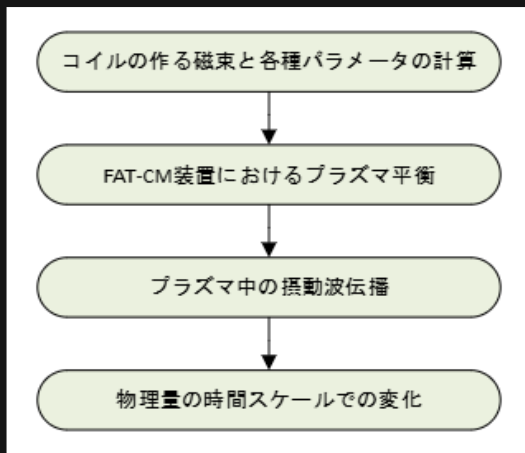 コイルの作る磁束と各種パラメータの計算
FAT-CM装置におけるプラズマ平衡
プラズマ中の摂動波伝播
物理量の時間スケールでの変化